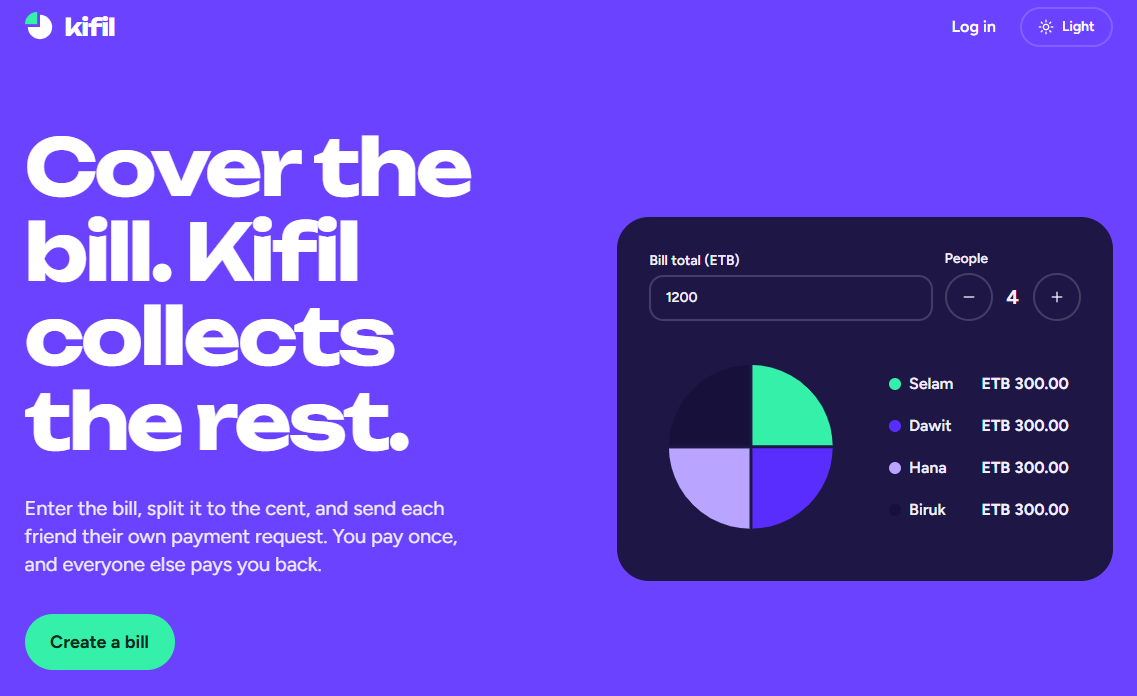 kifil
Log in
Light
Cover the
bill. Kifil
collects
the rest.
Enter the bill, split it to the cent, and send each
friend their own payment request. You pay once,
and everyone else pays you back.
Create a bill
Bill total (ETB)
People
1200
− 4 +
Selam ETB 300.00
Dawit ETB 300.00
Hana ETB 300.00
Biruk ETB 300.00